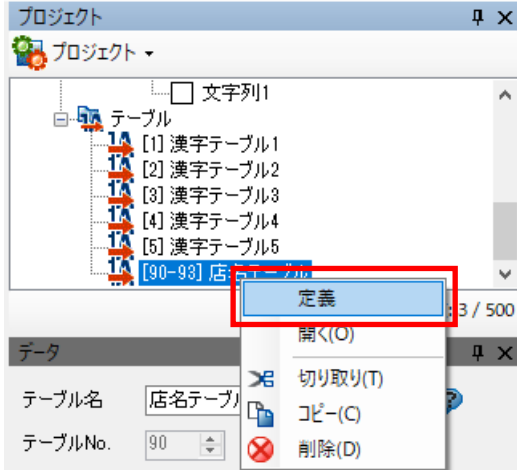 プロジェクト
プロジェクト
文字列1
テーブル
[1] 漢字テーブル1
[2] 漢字テーブル2
[3] 漢字テーブル3
[4] 漢字テーブル4
[5] 漢字テーブル5
[90-93] 店名テーブル
定義
3 / 500
開く(O)
データ
切り取り(T)
テーブル名 店名テーブル
コピー(C)
テーブルNo. 90
削除(D)